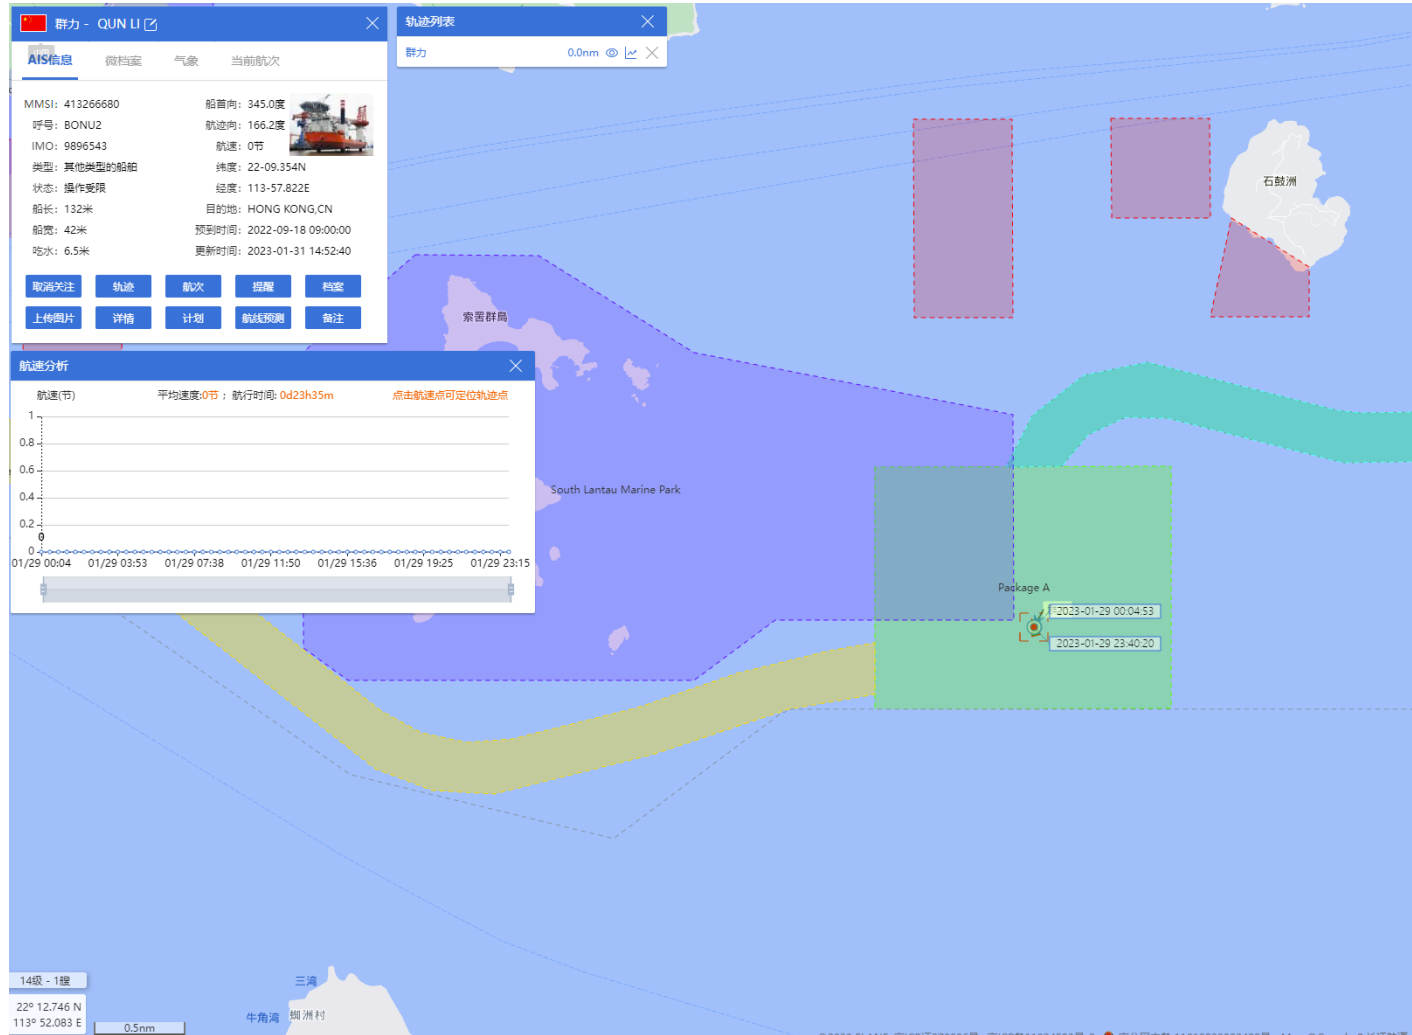 群力 - QUN LI
AIS信息 微档案 气象 当前航次
MMSI: 413266680 船首向: 345.0度
呼号: BONU2 航迹向: 166.2度
IMO: 9896543 航速: 0节
类型: 其他类型的船舶 纬度: 22-09.354N
状态: 操作受限 经度: 113-57.822E
船长: 132米 目的地: HONG KONG,CN
船宽: 42米 预到时间: 2022-09-18 09:00:00
吃水: 6.5米 更新时间: 2023-01-31 14:52:40
取消关注 轨迹 航次 提醒 档案
上传图片 详情 计划 航线预测 备注
轨迹列表
群力 0.0nm
航速分析
航速(节) 平均速度:0节 ; 航行时间: 0d23h35m 点击航速点可定位轨迹点
1
0.8
0.6
0.4
0.2
0
0
01/29 00:04 01/29 03:53 01/29 07:38 01/29 11:50 01/29 15:36 01/29 19:25 01/29 23:15
石鼓洲
索罟群島
South Lantau Marine Park
Package A
2023-01-29 00:04:53
2023-01-29 23:40:20
三湾
牛角湾
蜘洲村
14级 - 1艘
22º 12.746 N
113º 52.083 E
0.5nm